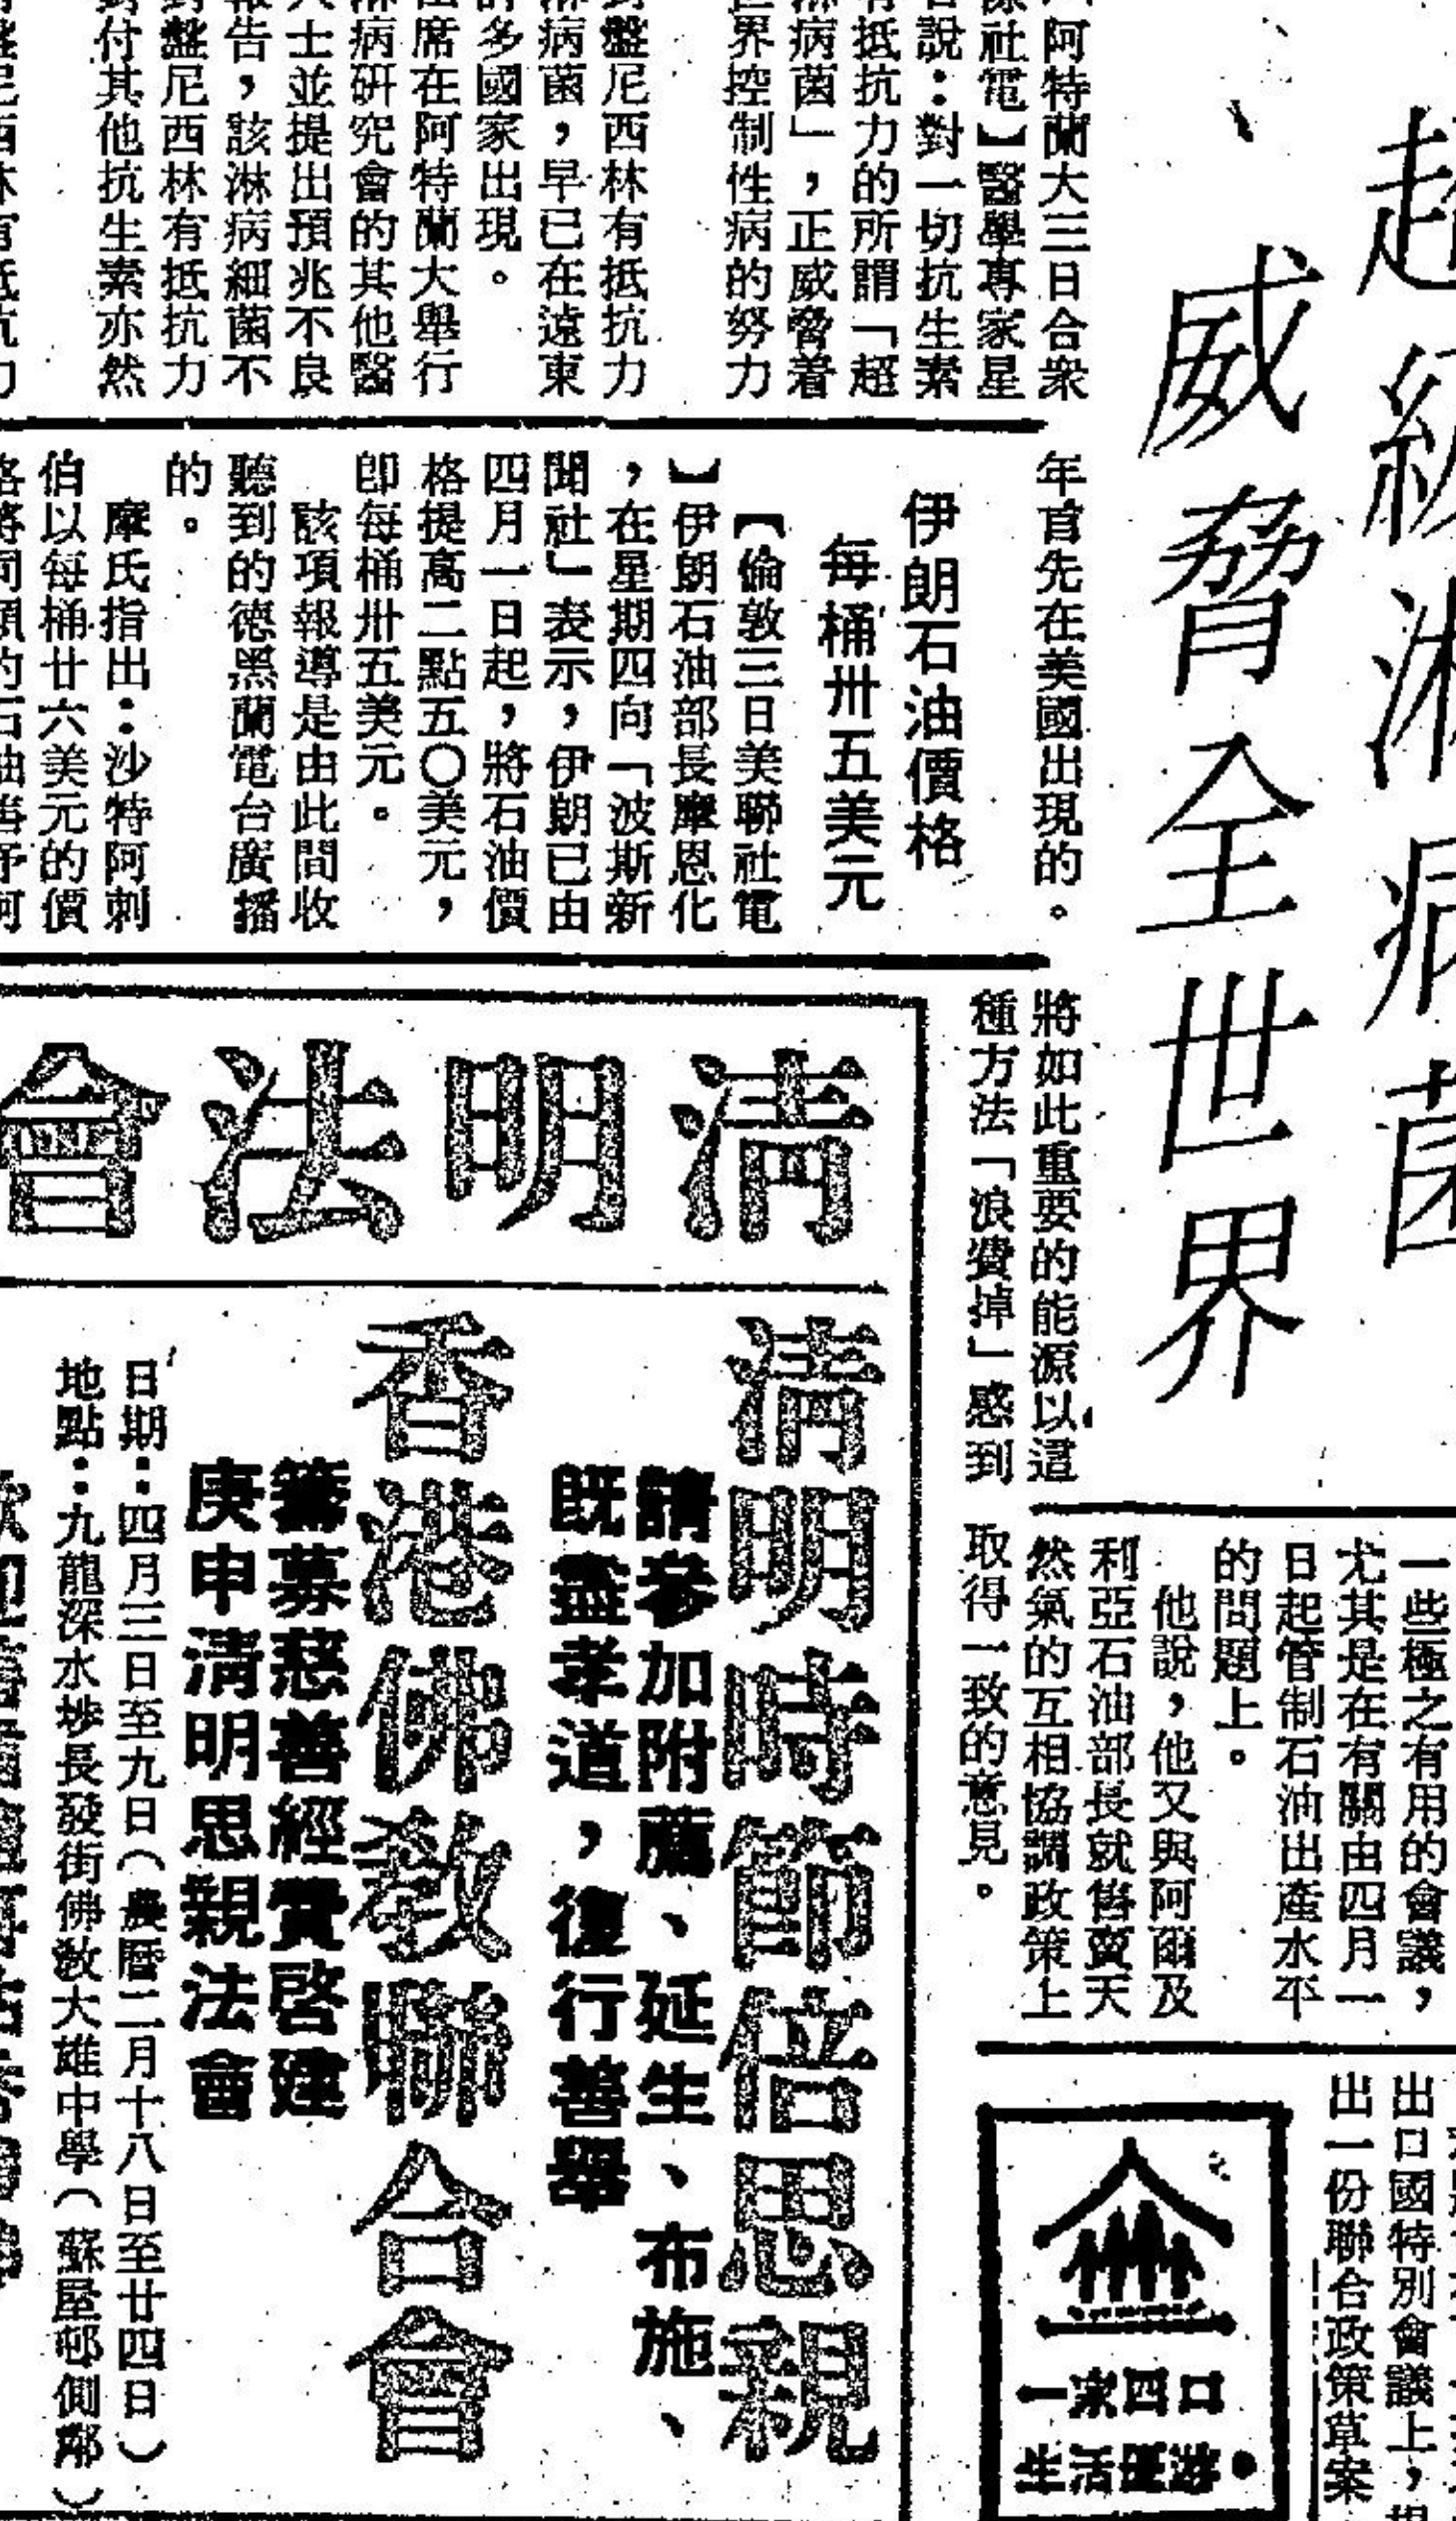 超級淋病菌
威脅全世界
阿特蘭大三日合衆
社電】醫學專家星
說：對一切抗生素
抵抗力的所謂「超
淋病菌」，正威脅着
世界控制性病的努力
對盤尼西林有抵抗力
淋病菌，早已在遠東
許多國家出現。
出席在阿特蘭大舉行
淋病研究會的其他醫
人士並提出預兆不良
報告，該淋病細菌不
對盤尼西林有抵抗力
對付其他抗生素亦然
年首先在美國出現的。
伊朗石油價格
每桶卅五美元
【倫敦三日美聯社電
】伊朗石油部長摩恩化
，在星期四向「波斯新
聞社」表示，伊朗已由
四月一日起，將石油價
格提高二點五〇美元，
卽每桶卅五美元。
該項報導是由此間收
聽到的德黑蘭電台廣播
的。
摩氏指出：沙特阿剌
伯以每桶廿六美元的價
將如此重要的能源以這
種方法「浪費掉」感到
一些極之有用的會議，
尤其是在有關由四月一
日起管制石油出產水平
的問題上。
他說，他又與阿爾及
利亞石油部長就售賣天
然氣的互相協調政策上
取得一致的意見。
出口國特別會議上，提
出一份聯合政策草案
清明法會
清明時節倍思親
請參加附薦、延生、布施、
既盡孝道，復行善舉
香港佛教聯合會
籌募慈善經費啓建
庚申清明思親法會
日期：四月三日至九日（農曆二月十八日至廿四日）
地點：九龍深水埗長發街佛敎大雄中學（蘇屋邨側鄰）
一家四口
生活優游●